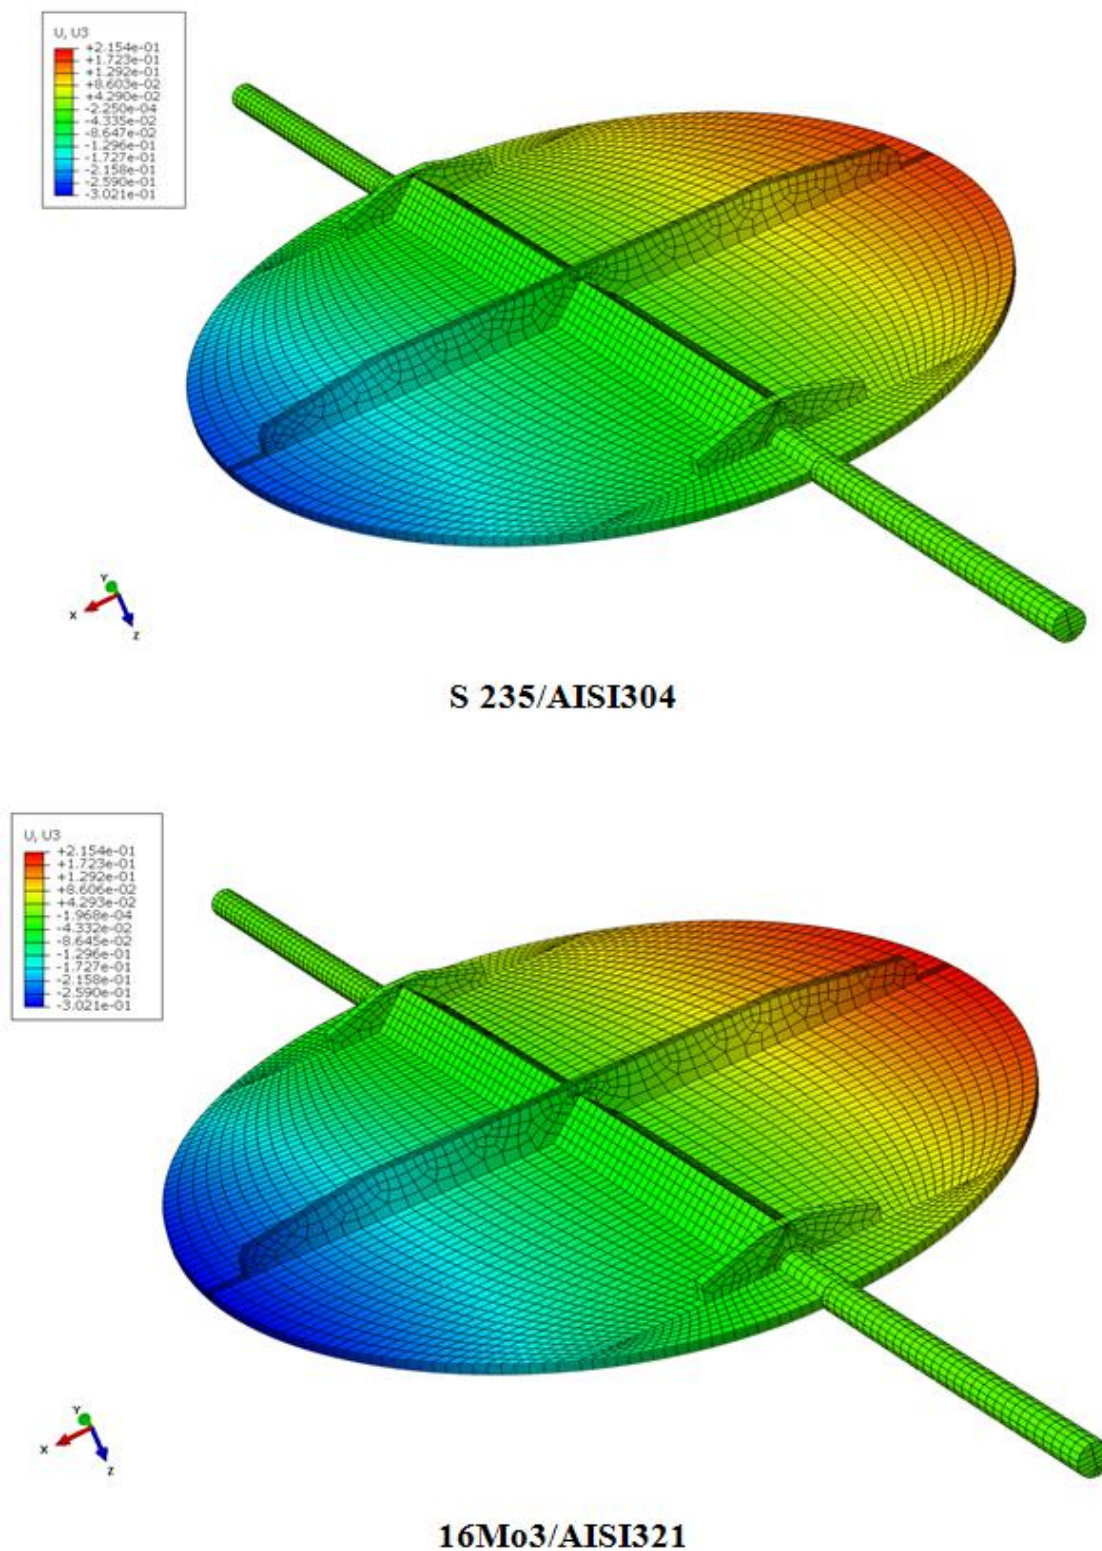 U, U3
+2.154e-01
+1.723e-01
+1.292e-01
+8.603e-02
+4.290e-02
-2.250e-04
-4.335e-02
-8.647e-02
-1.296e-01
-1.727e-01
-2.158e-01
-2.590e-01
-3.021e-01
Y
X
Z
S 235/AISI304
U, U3
+2.154e-01
+1.723e-01
+1.292e-01
+8.606e-02
+4.293e-02
-1.968e-04
-4.332e-02
-8.645e-02
-1.296e-01
-1.727e-01
-2.158e-01
-2.590e-01
-3.021e-01
Y
X
Z
16Mo3/AISI321